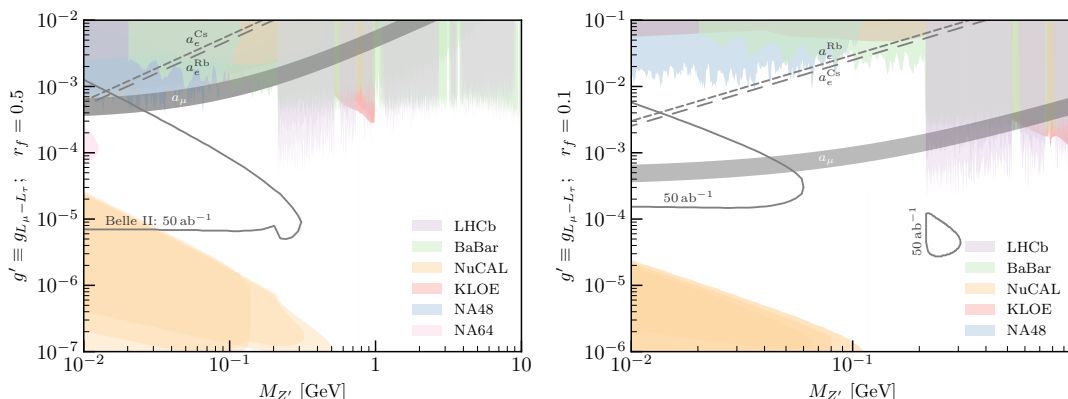 10⁻²
10⁻³
10⁻⁴
10⁻⁵
10⁻⁶
10⁻⁷
g′ ≡ g_{L_μ−L_τ} ; r_f = 0.5
a_e^{Cs}
a_e^{Rb}
a_μ
Belle II: 50 ab⁻¹
LHCb
BaBar
NuCAL
KLOE
NA48
NA64
10⁻² 10⁻¹ 1 10
M_{Z′} [GeV]
10⁻¹
10⁻²
10⁻³
10⁻⁴
10⁻⁵
10⁻⁶
g′ ≡ g_{L_μ−L_τ} ; r_f = 0.1
a_e^{Rb}
a_e^{Cs}
a_μ
50 ab⁻¹
50 ab⁻¹
LHCb
BaBar
NuCAL
KLOE
NA48
10⁻² 10⁻¹
M_{Z′} [GeV]